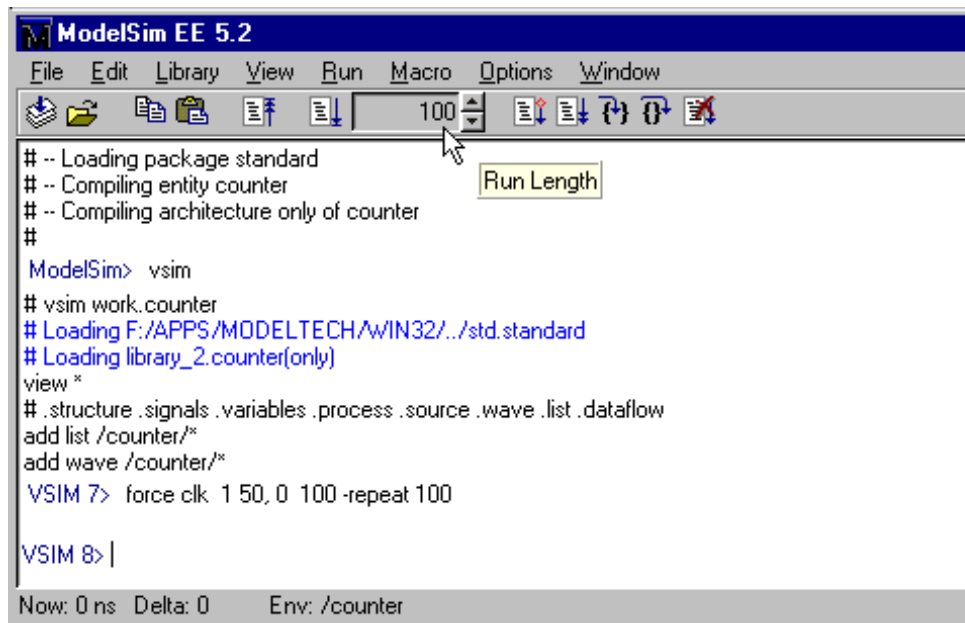 ModelSim EE 5.2
File Edit Library View Run Macro Options Window
100
Run Length
# -- Loading package standard
# -- Compiling entity counter
# -- Compiling architecture only of counter
#
ModelSim> vsim
# vsim work.counter
# Loading F:/APPS/MODELTECH/WIN32/../std.standard
# Loading library_2.counter(only)
view *
# .structure .signals .variables .process .source .wave .list .dataflow
add list /counter/*
add wave /counter/*
VSIM 7> force clk 1 50, 0 100 -repeat 100
VSIM 8>
Now: 0 ns Delta: 0 Env: /counter